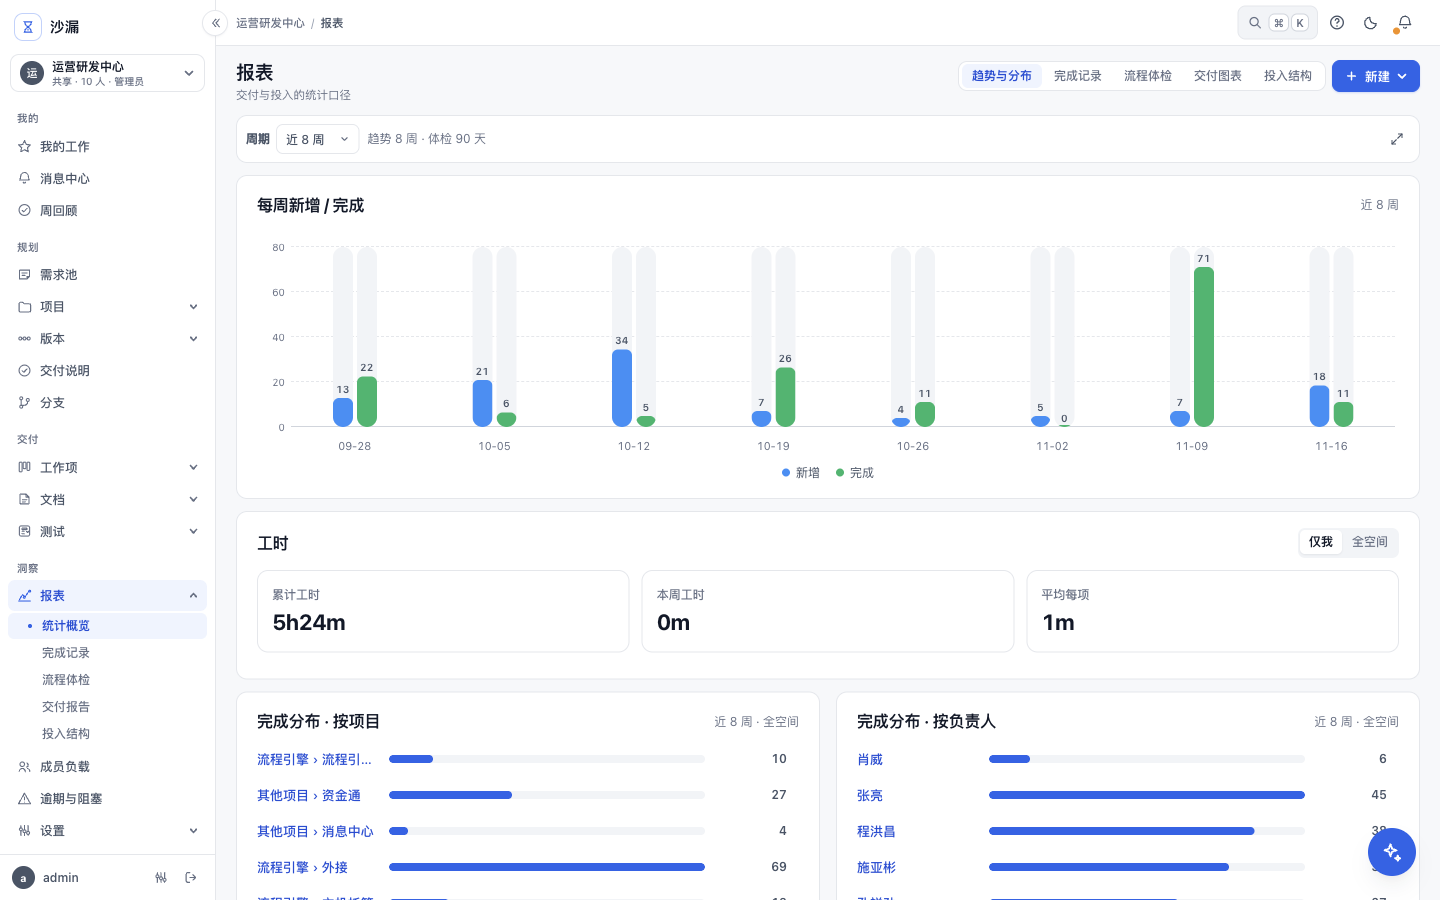 沙漏
运
运营研发中心
共享 · 10 人 · 管理员
我的
我的工作
消息中心
周回顾
规划
需求池
项目
版本
交付说明
分支
交付
工作项
文档
测试
洞察
报表
统计概览
完成记录
流程体检
交付报告
投入结构
成员负载
逾期与阻塞
设置
a admin
运营研发中心 / 报表
⌘ K
报表
交付与投入的统计口径
趋势与分布 完成记录 流程体检 交付图表 投入结构
+ 新建
周期 近 8 周 趋势 8 周 · 体检 90 天
每周新增 / 完成 近 8 周
80
60
40
20
0
13 22
21 6
34 5
7 26
4 11
5 0
7 71
18 11
09-28 10-05 10-12 10-19 10-26 11-02 11-09 11-16
新增 完成
工时 仅我 全空间
累计工时
5h24m
本周工时
0m
平均每项
1m
完成分布 · 按项目 近 8 周 · 全空间
流程引擎 › 流程引... 10
其他项目 › 资金通 27
其他项目 › 消息中心 4
流程引擎 › 外接 69
完成分布 · 按负责人 近 8 周 · 全空间
肖威 6
张亮 45
程洪昌
施亚彬